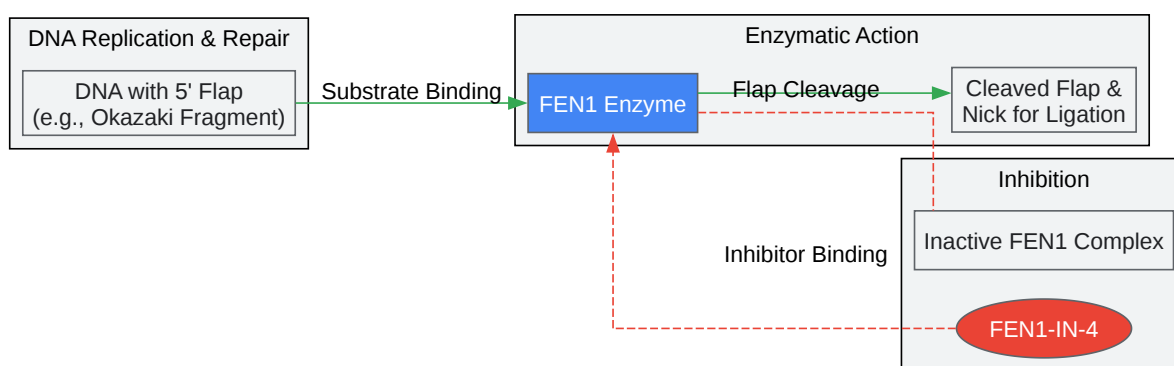 DNA Replication & Repair
DNA with 5' Flap
(e.g., Okazaki Fragment)
Substrate Binding
Enzymatic Action
FEN1 Enzyme
Flap Cleavage
Cleaved Flap &
Nick for Ligation
Inhibition
Inactive FEN1 Complex
Inhibitor Binding
FEN1-IN-4